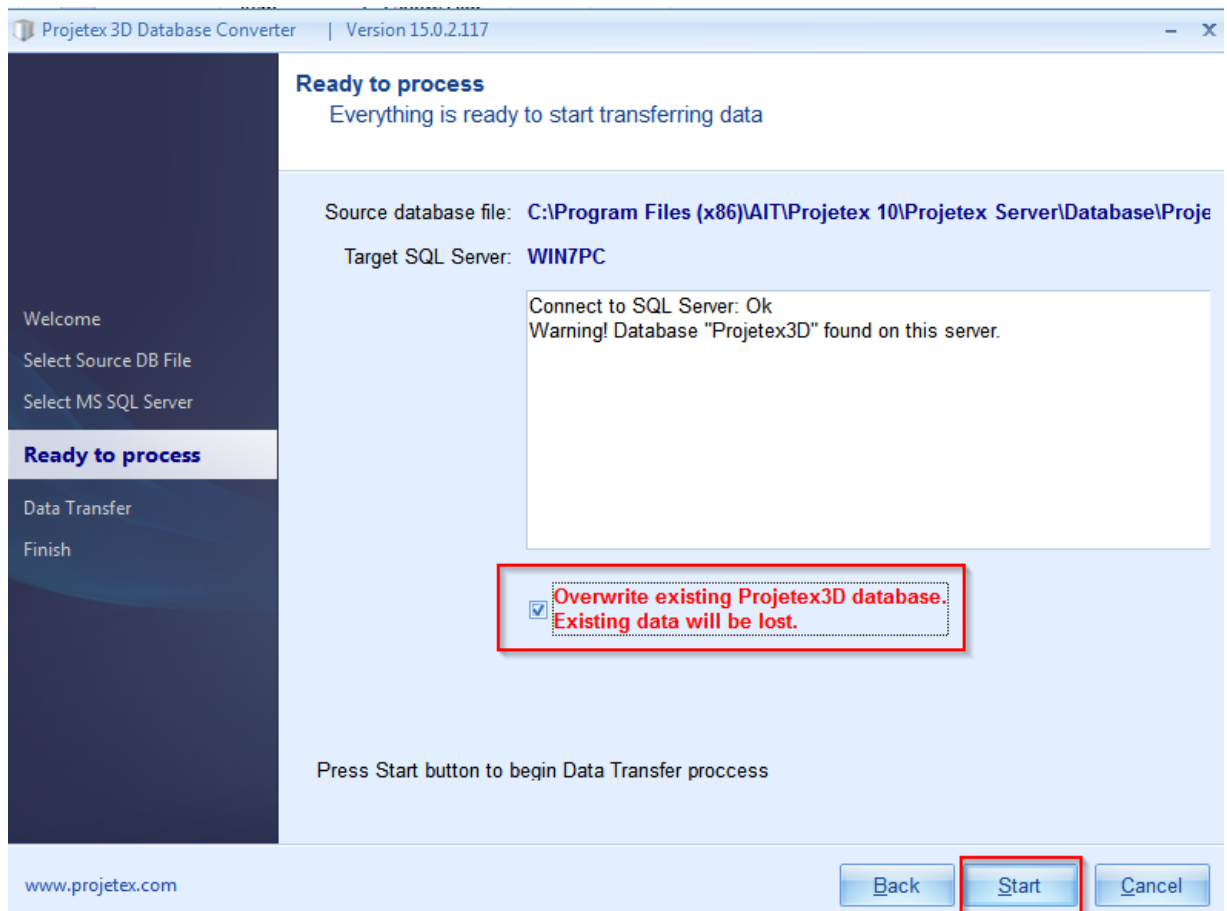 Projetex 3D Database Converter | Version 15.0.2.117
Ready to process
Everything is ready to start transferring data
Source database file: C:\Program Files (x86)\AIT\Projetex 10\Projetex Server\Database\Proje
Target SQL Server: WIN7PC
Connect to SQL Server: Ok
Warning! Database "Projetex3D" found on this server.
Welcome
Select Source DB File
Select MS SQL Server
Ready to process
Data Transfer
Finish
Overwrite existing Projetex3D database.
Existing data will be lost.
Press Start button to begin Data Transfer proccess
www.projetex.com
Back Start Cancel